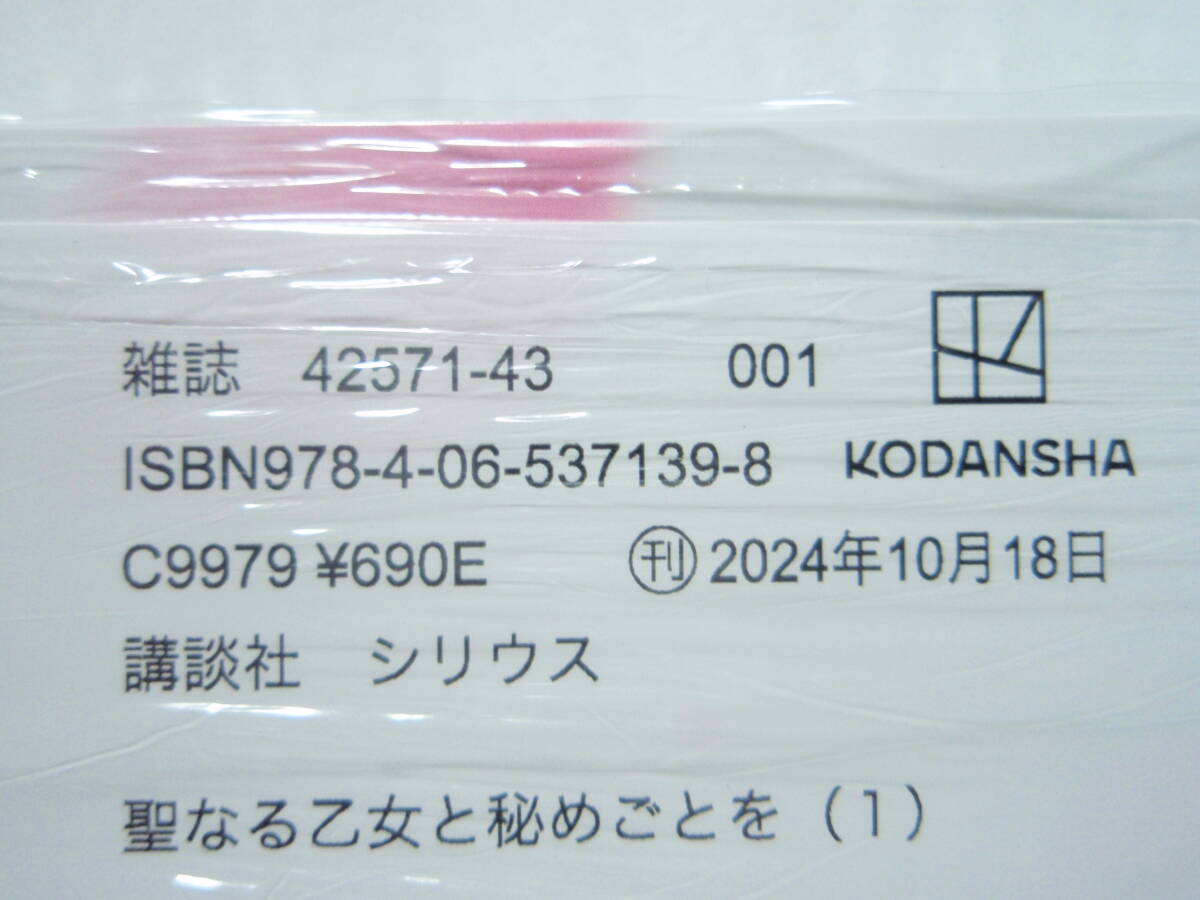 雑誌　42571-43　001
ISBN978-4-06-537139-8　KODANSHA
C9979 ¥690E　㊞2024年10月18日
講談社　シリウス
聖なる乙女と秘めごとを（1）